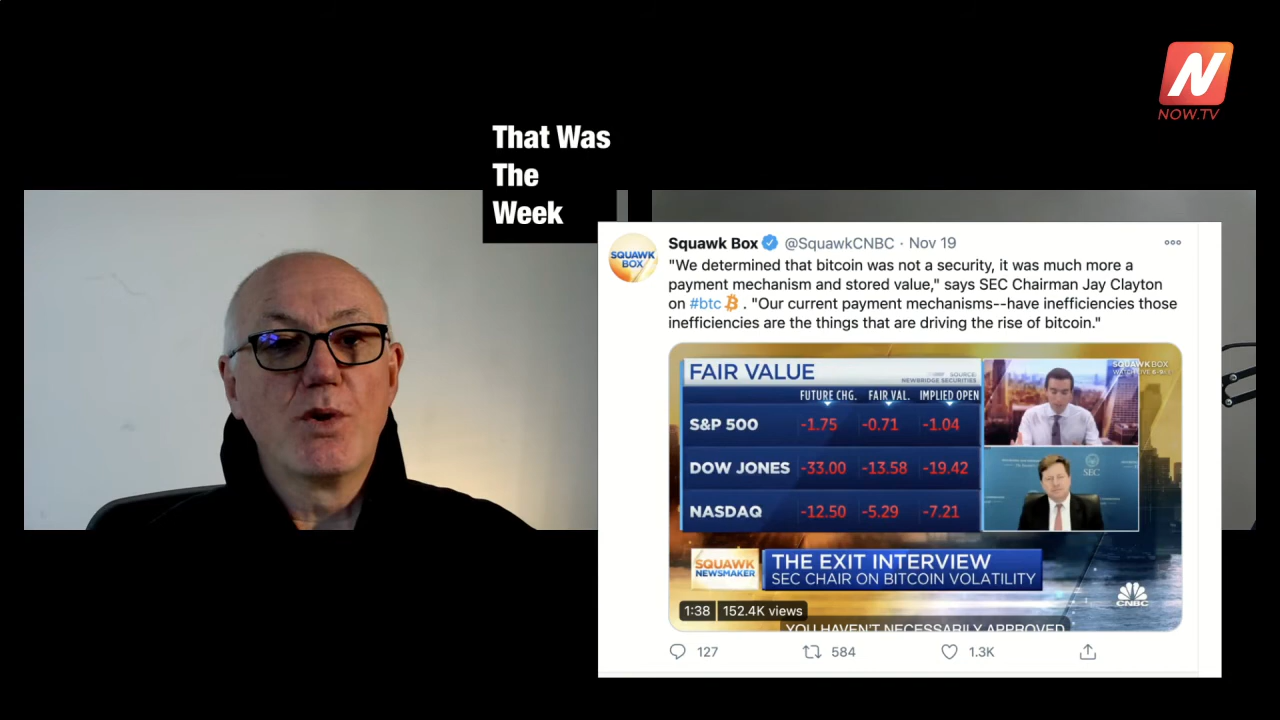 N
NOW.TV
That Was
The
Week
Squawk Box @SquawkCNBC · Nov 19
"We determined that bitcoin was not a security, it was much more a
payment mechanism and stored value," says SEC Chairman Jay Clayton
on #btc . "Our current payment mechanisms--have inefficiencies those
inefficiencies are the things that are driving the rise of bitcoin."
SQUAWK
BOX
FAIR VALUE
SOURCE:
NEWBRIDGE SECURITIES
FUTURE CHG. FAIR VAL. IMPLIED OPEN
S&P 500 -1.75 -0.71 -1.04
DOW JONES -33.00 -13.58 -19.42
NASDAQ -12.50 -5.29 -7.21
SQUAWK BOX
SEC
SQUAWK
NEWSMAKER
THE EXIT INTERVIEW
SEC CHAIR ON BITCOIN VOLATILITY
CNBC
1:38 152.4K views
YOU HAVEN'T NECESSARILY APPROVED
127 584 1.3K